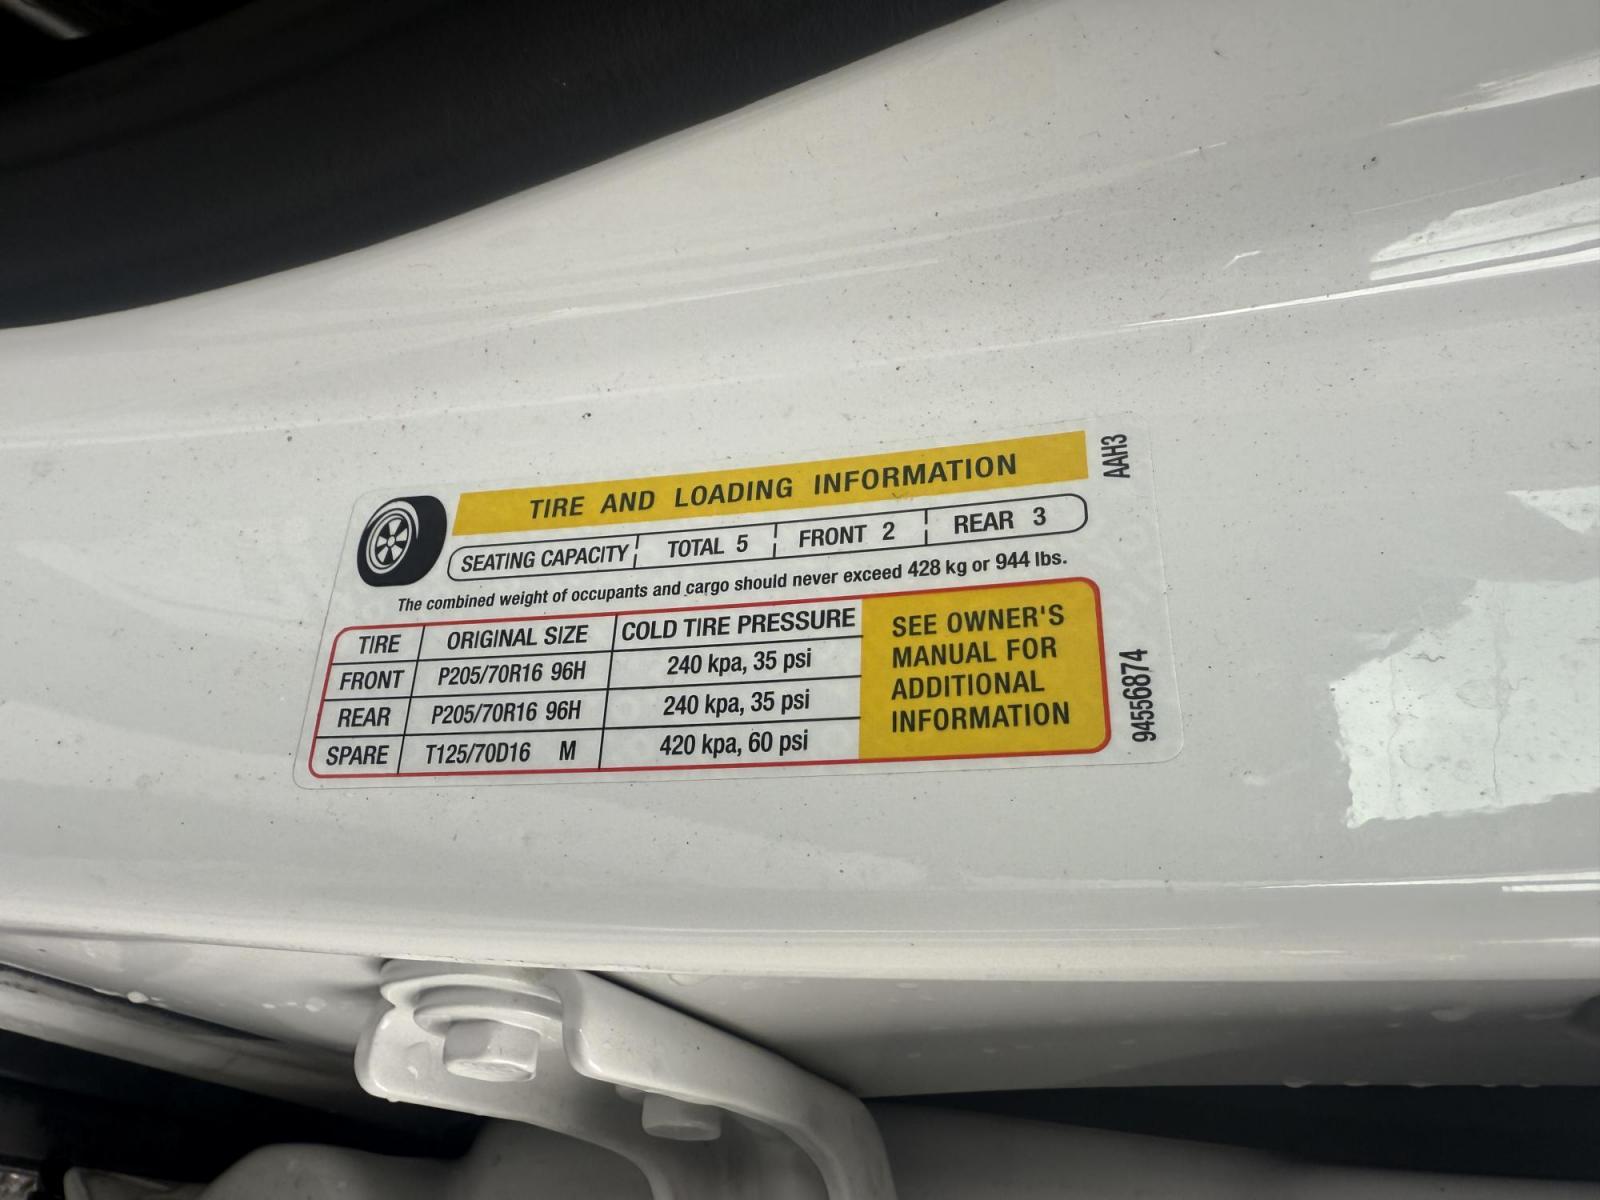 TIRE AND LOADING INFORMATION
SEATING CAPACITY TOTAL 5 FRONT 2 REAR 3
The combined weight of occupants and cargo should never exceed 428 kg or 944 lbs.
TIRE ORIGINAL SIZE COLD TIRE PRESSURE
FRONT P205/70R16 96H 240 kpa, 35 psi
REAR P205/70R16 96H 240 kpa, 35 psi
SPARE T125/70D16 M 420 kpa, 60 psi
SEE OWNER'S
MANUAL FOR
ADDITIONAL
INFORMATION
AAH3
94556874